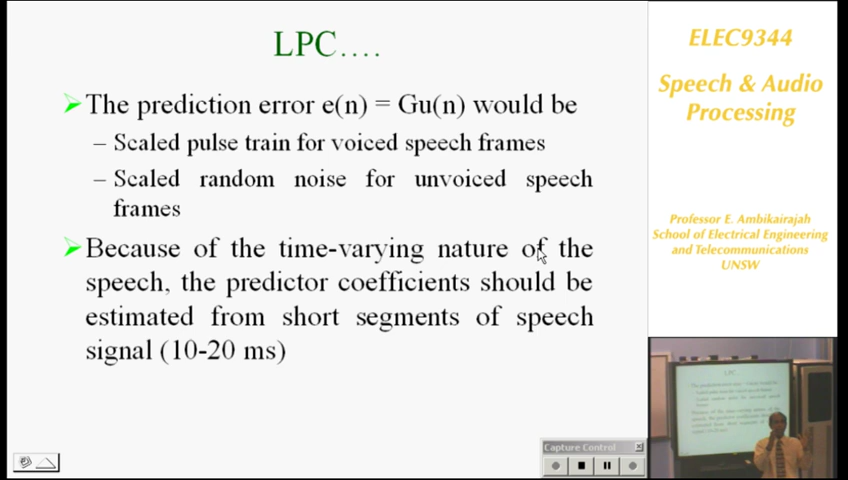 LPC....
The prediction error e(n) = Gu(n) would be
– Scaled pulse train for voiced speech frames
– Scaled random noise for unvoiced speech
frames
Because of the time-varying nature of the
speech, the predictor coefficients should be
estimated from short segments of speech
signal (10-20 ms)
ELEC9344
Speech & Audio
Processing
Professor E. Ambikairajah
School of Electrical Engineering
and Telecommunications
UNSW
Capture Control